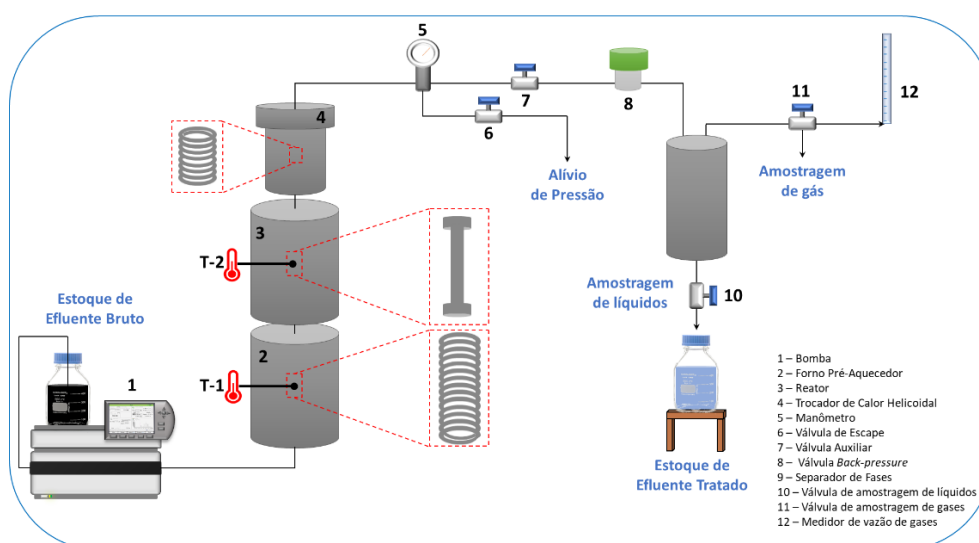 5
4
7
8
6
11
12
Alívio
de Pressão
Amostragem
de gás
3
T-2
Amostragem
de líquidos
10
Estoque de
Efluente Bruto
1
2
T-1
Estoque de
Efluente Tratado
1 – Bomba
2 – Forno Pré-Aquecedor
3 – Reator
4 – Trocador de Calor Helicoidal
5 – Manômetro
6 – Válvula de Escape
7 – Válvula Auxiliar
8 – Válvula Back-pressure
9 – Separador de Fases
10 – Válvula de amostragem de líquidos
11 – Válvula de amostragem de gases
12 – Medidor de vazão de gases